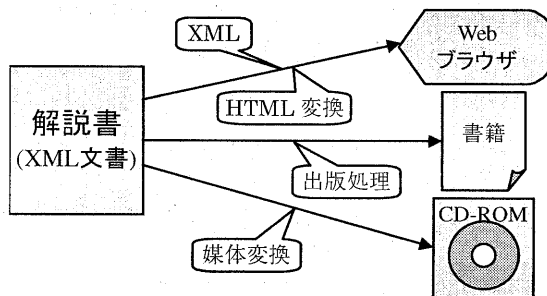 XML
Web
ブラウザ
HTML 変換
解説書
(XML文書)
書籍
出版処理
CD-ROM
媒体変換